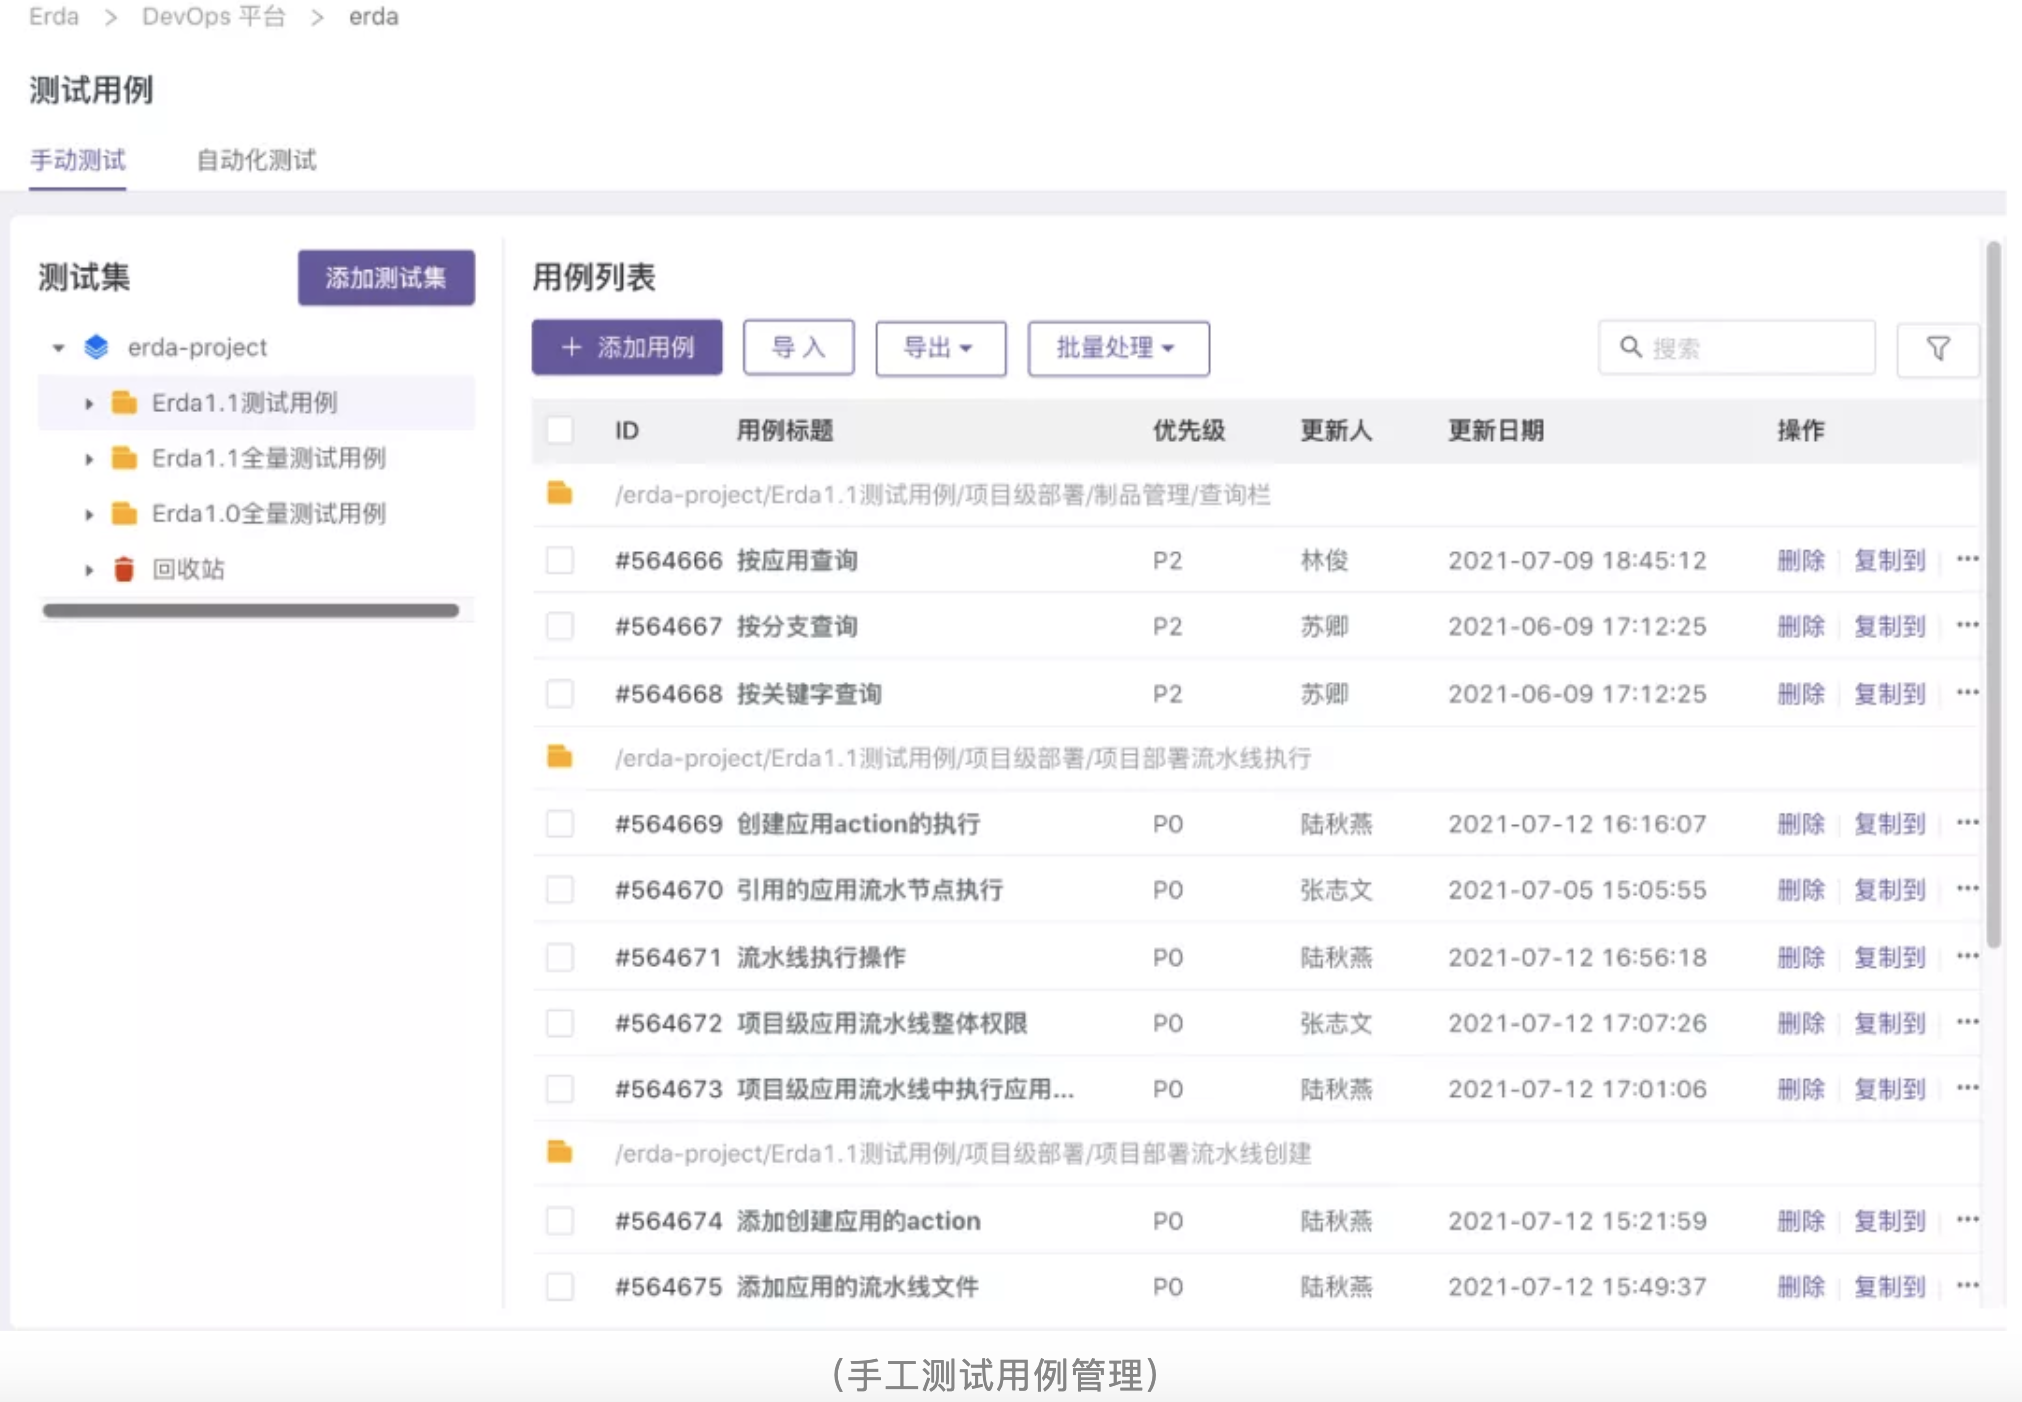 Erda > DevOps 平台 > erda
测试用例
手动测试 自动化测试
测试集 添加测试集
erda-project
Erda1.1测试用例
Erda1.1全量测试用例
Erda1.0全量测试用例
回收站
用例列表
+ 添加用例 导入 导出 批量处理 搜索
ID 用例标题 优先级 更新人 更新日期 操作
/erda-project/Erda1.1测试用例/项目级部署/制品管理/查询栏
#564666 按应用查询 P2 林俊 2021-07-09 18:45:12 删除 复制到 ···
#564667 按分支查询 P2 苏卿 2021-06-09 17:12:25 删除 复制到 ···
#564668 按关键字查询 P2 苏卿 2021-06-09 17:12:25 删除 复制到 ···
/erda-project/Erda1.1测试用例/项目级部署/项目部署流水线执行
#564669 创建应用action的执行 P0 陆秋燕 2021-07-12 16:16:07 删除 复制到 ···
#564670 引用的应用流水节点执行 P0 张志文 2021-07-05 15:05:55 删除 复制到 ···
#564671 流水线执行操作 P0 陆秋燕 2021-07-12 16:56:18 删除 复制到 ···
#564672 项目级应用流水线整体权限 P0 张志文 2021-07-12 17:07:26 删除 复制到 ···
#564673 项目级应用流水线中执行应用... P0 陆秋燕 2021-07-12 17:01:06 删除 复制到 ···
/erda-project/Erda1.1测试用例/项目级部署/项目部署流水线创建
#564674 添加创建应用的action P0 陆秋燕 2021-07-12 15:21:59 删除 复制到 ···
#564675 添加应用的流水线文件 P0 陆秋燕 2021-07-12 15:49:37 删除 复制到 ···
(手工测试用例管理)